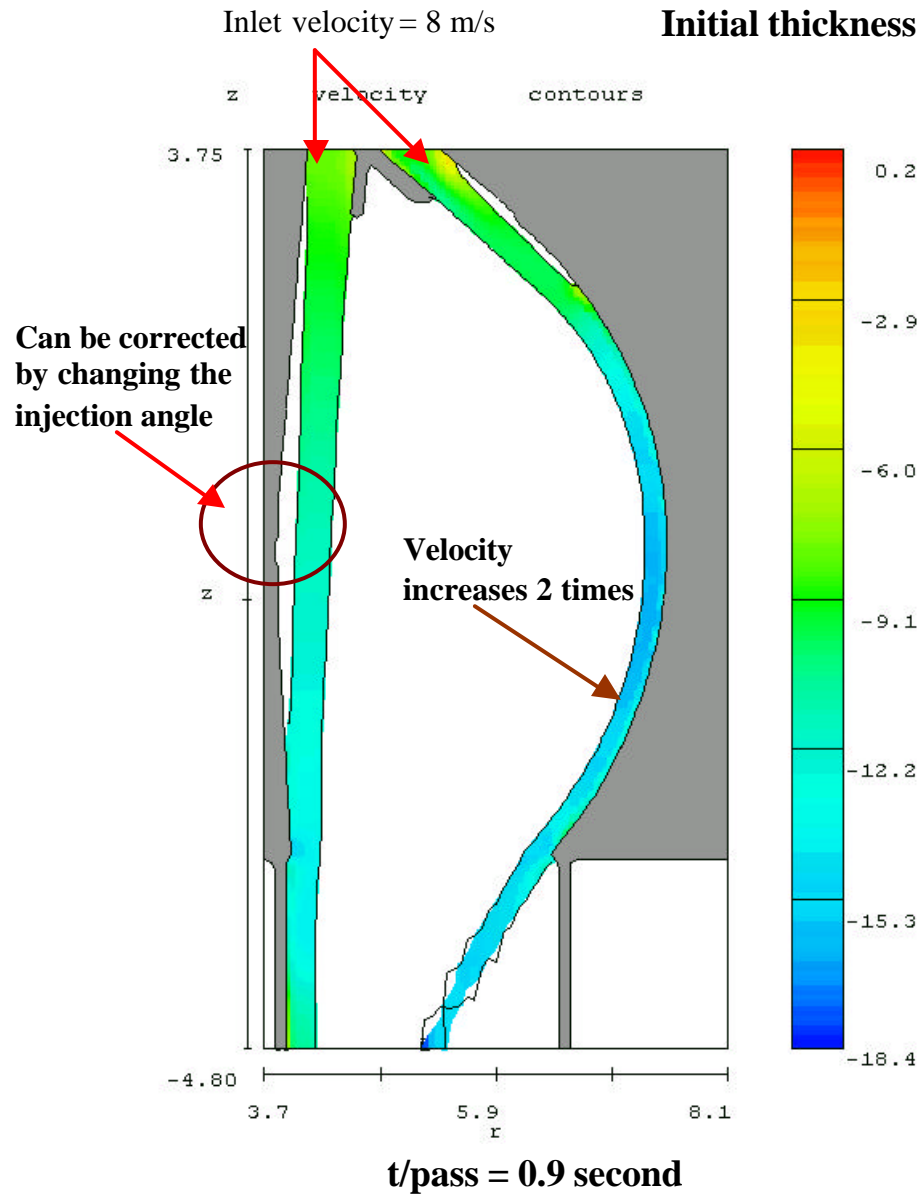 Inlet velocity = 8 m/s
Initial thickness
z velocity contours
3.75
0.2
-2.9
Can be corrected
by changing the
injection angle
-6.0
Velocity
increases 2 times
z
-9.1
-12.2
-15.3
-18.4
-4.80
3.7 5.9 8.1
r
t/pass = 0.9 second